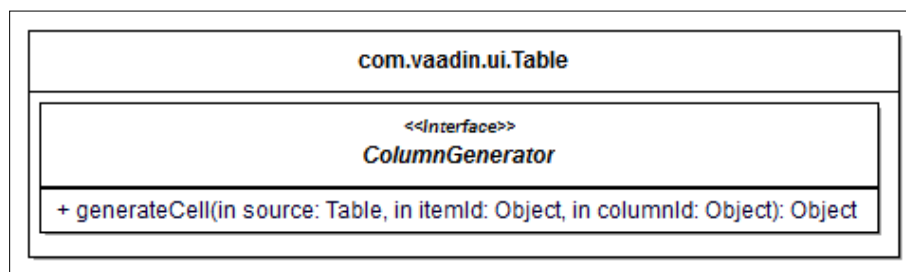 com.vaadin.ui.Table
<<Interface>>
ColumnGenerator
+ generateCell(in source: Table, in itemId: Object, in columnId: Object): Object